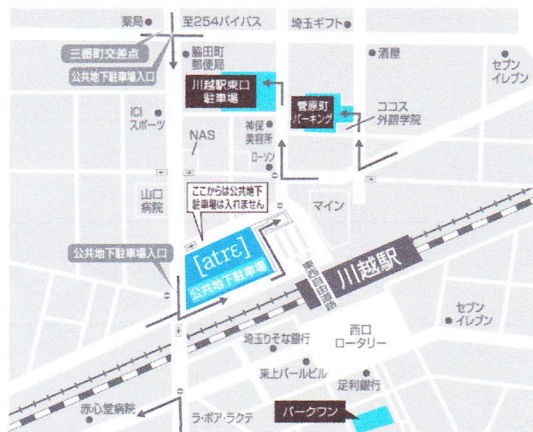 薬局
至254バイパス
埼玉ギフト
三番町交差点
公共地下駐車場入口
脇田町
郵便局
酒屋
セブン
イレブン
川越駅東口
駐車場
菅原町
パーキング
ICI
スポーツ
NAS
神保
美容所
ココス
外語学院
ローソン
山口
病院
ここからは公共地下
駐車場は入れません
マイン
公共地下駐車場入口
[atrε]
公共地下駐車場
東西自由道路
川越駅
セブン
イレブン
西口
ロータリー
埼玉りそな銀行
東上パールビル
足利銀行
赤心堂病院
ラ・ボア・ラクテ
パークワン